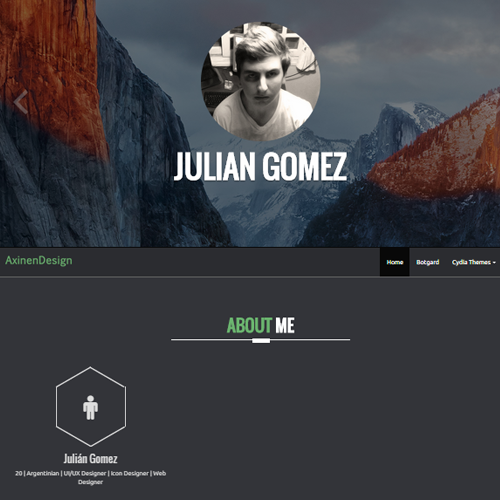 JULIAN GOMEZ
AxinenDesign
Home Botgard Cydia Themes
ABOUT ME
Julián Gomez
20 | Argentinian | UI/UX Designer | Icon Designer | Web
Designer